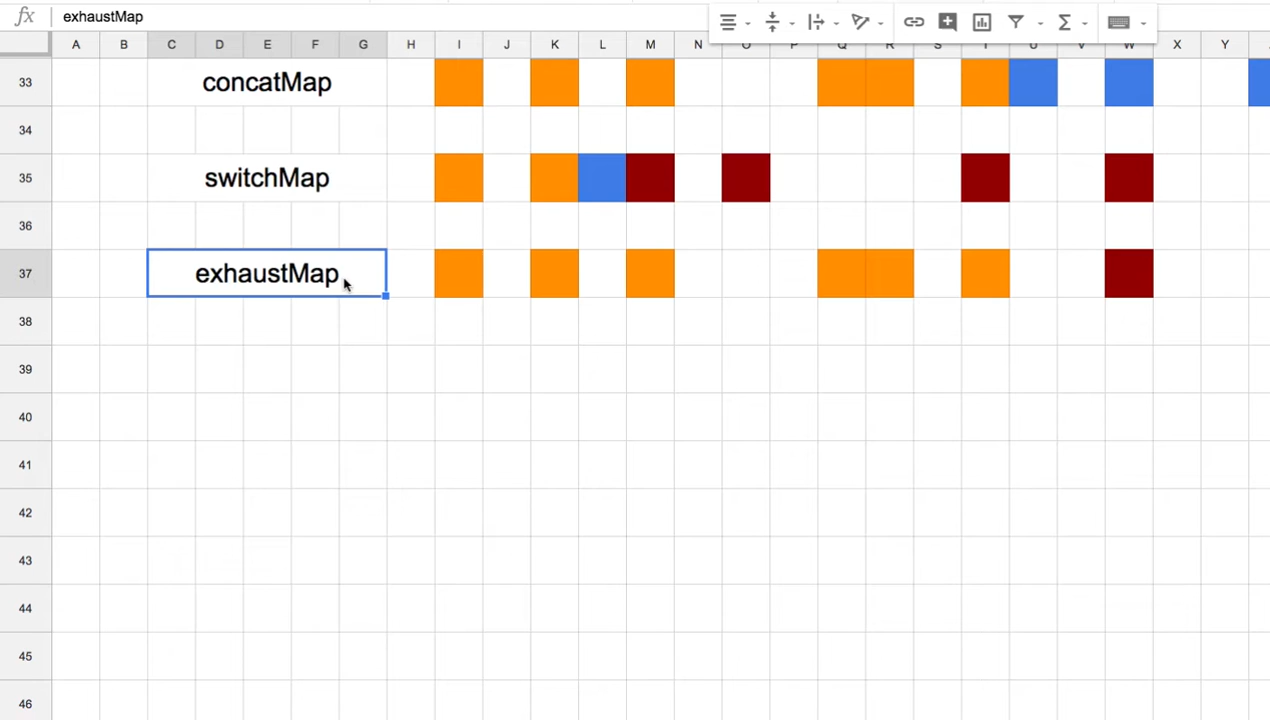 fx exhaustMap
A B C D E F G H I J K L M N O P Q R S T U V W X Y
33 concatMap
34
35 switchMap
36
37 exhaustMap
38
39
40
41
42
43
44
45
46